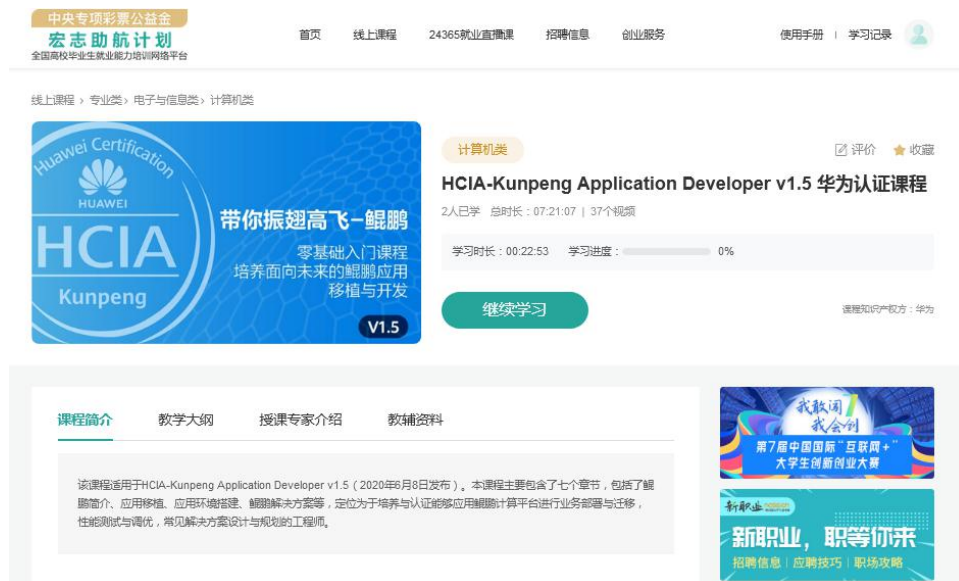 中央专项彩票公益金
宏志助航计划
全国高校毕业生就业能力培训网络平台
首页 线上课程 24365就业直播课 招聘信息 创业服务 使用手册 | 学习记录
线上课程 › 专业类 › 电子与信息类 › 计算机类
Huawei Certification
HUAWEI
HCIA
Kunpeng
带你振翅高飞-鲲鹏
零基础入门课程
培养面向未来的鲲鹏应用
移植与开发
V1.5
计算机类
评价 收藏
HCIA-Kunpeng Application Developer v1.5 华为认证课程
2人已学 总时长：07:21:07 | 37个视频
学习时长：00:22:53 学习进度： 0%
继续学习
课程知识产权方：华为
课程简介 教学大纲 授课专家介绍 教辅资料
该课程适用于HCIA-Kunpeng Application Developer v1.5（2020年6月8日发布）。本课程主要包含了七个章节，包括了鲲
鹏简介、应用移植、应用环境搭建、鲲鹏解决方案等，定位于培养与认证能够应用鲲鹏计算平台进行业务部署与迁移，
性能测试与调优，常见解决方案设计与规划的工程师。
我敢闯
我会创
第7届中国国际"互联网+"
大学生创新创业大赛
新职业
新职业，职等你来
招聘信息 | 应聘技巧 | 职场攻略